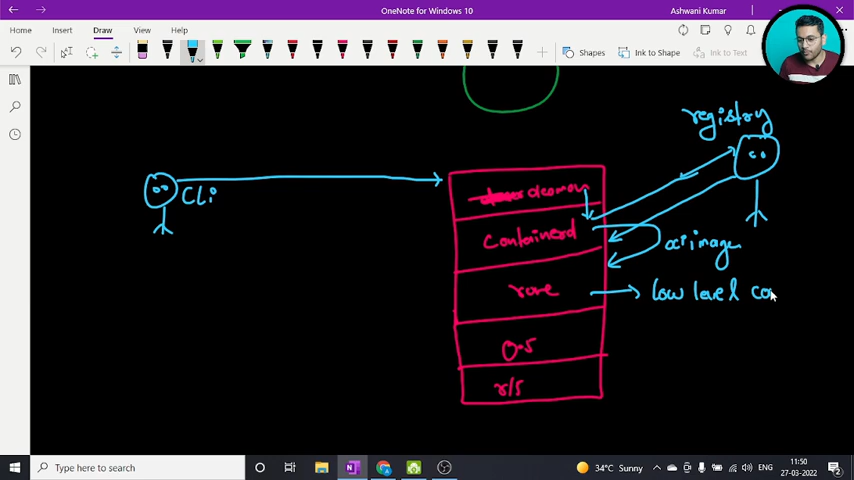 OneNote for Windows 10
Ashwani Kumar
Home Insert Draw View Help
Shapes
Ink to Shape
Ink to Text
registry
Cli
deamon
Containerd
oci image
runc
low level co
O.S
Type here to search
34°C Sunny
ENG
11:50
27-03-2022
2